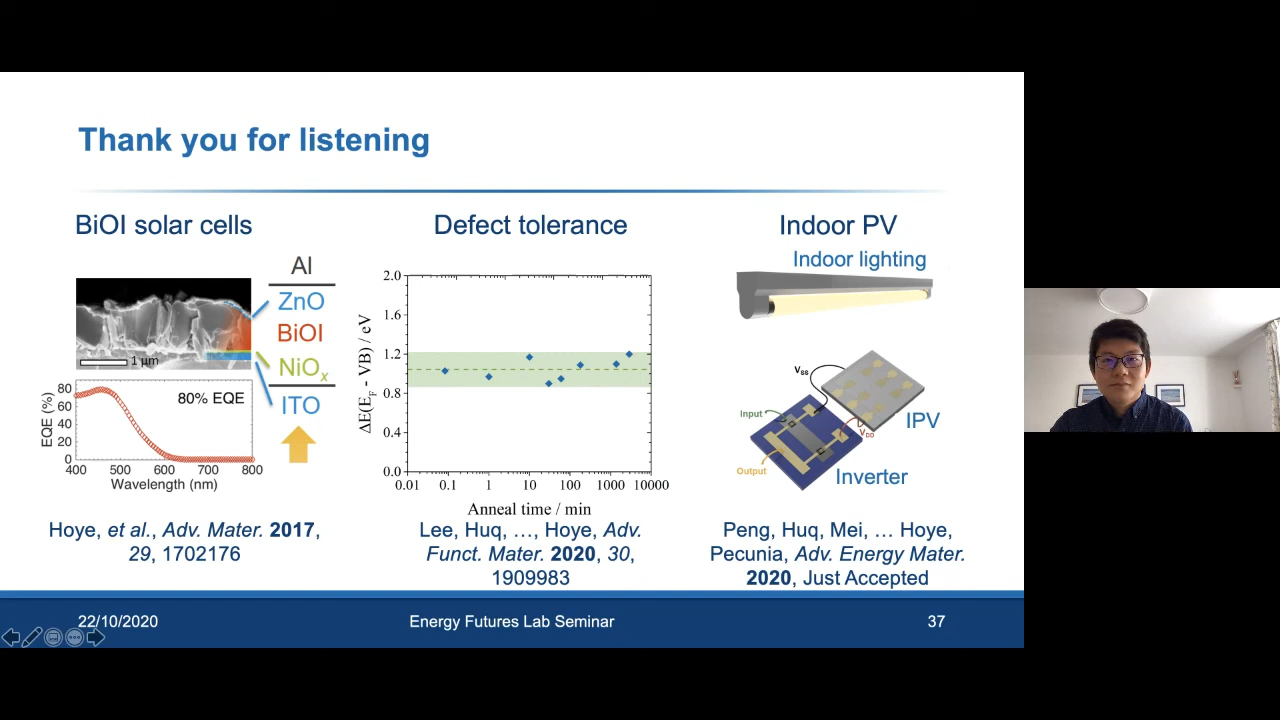 Thank you for listening
BiOI solar cells
Al
ZnO
BiOI
NiOx
ITO
1 µm
80% EQE
EQE (%)
80
60
40
20
0
400 500 600 700 800
Wavelength (nm)
Hoye, et al., Adv. Mater. 2017,
29, 1702176
Defect tolerance
ΔE(EF - VB) / eV
2.0
1.6
1.2
0.8
0.4
0.0
0.01 0.1 1 10 100 1000 10000
Anneal time / min
Lee, Huq, …, Hoye, Adv.
Funct. Mater. 2020, 30,
1909983
Indoor PV
Indoor lighting
VSS
Input
VDD
Output
IPV
Inverter
Peng, Huq, Mei, … Hoye,
Pecunia, Adv. Energy Mater.
2020, Just Accepted
22/10/2020 Energy Futures Lab Seminar 37